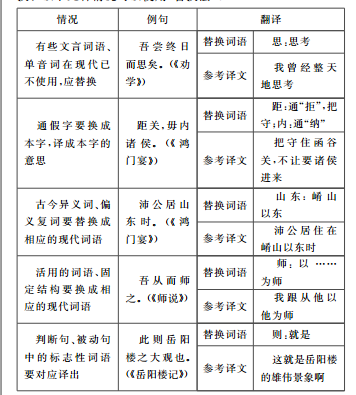 情况 例句 翻译
有些文言词语、
单音词在现代已
不使用,应替换
吾尝终日
而思矣。(《劝
学》)
替换词语
思:思考
参考译文
我曾经整天
地思考
通假字要换成
本字,译成本字的
意思
距关,毋内
诸侯。(《鸿
门宴》)
替换词语
距:通“拒”,把
守;内:通“纳”
参考译文
把守住函谷
关,不让要诸侯
进来
古今异义词、偏
义复词要替换成
相应的现代词语
沛公居山
东时。(《鸿
门宴》)
替换词语
山东:崤山
以东
参考译文
沛公居住在
崤山以东时
活用的词语、固
定结构要换成相
应的现代词语
吾从而师
之。(《师说》)
替换词语
师:以……
为师
参考译文
我跟从他以
他为师
判断句、被动句
中的标志性词语
要对应译出
此则岳阳
楼之大观也。
(《岳阳楼记》)
替换词语
则:就是
参考译文
这就是岳阳楼
的雄伟景象啊